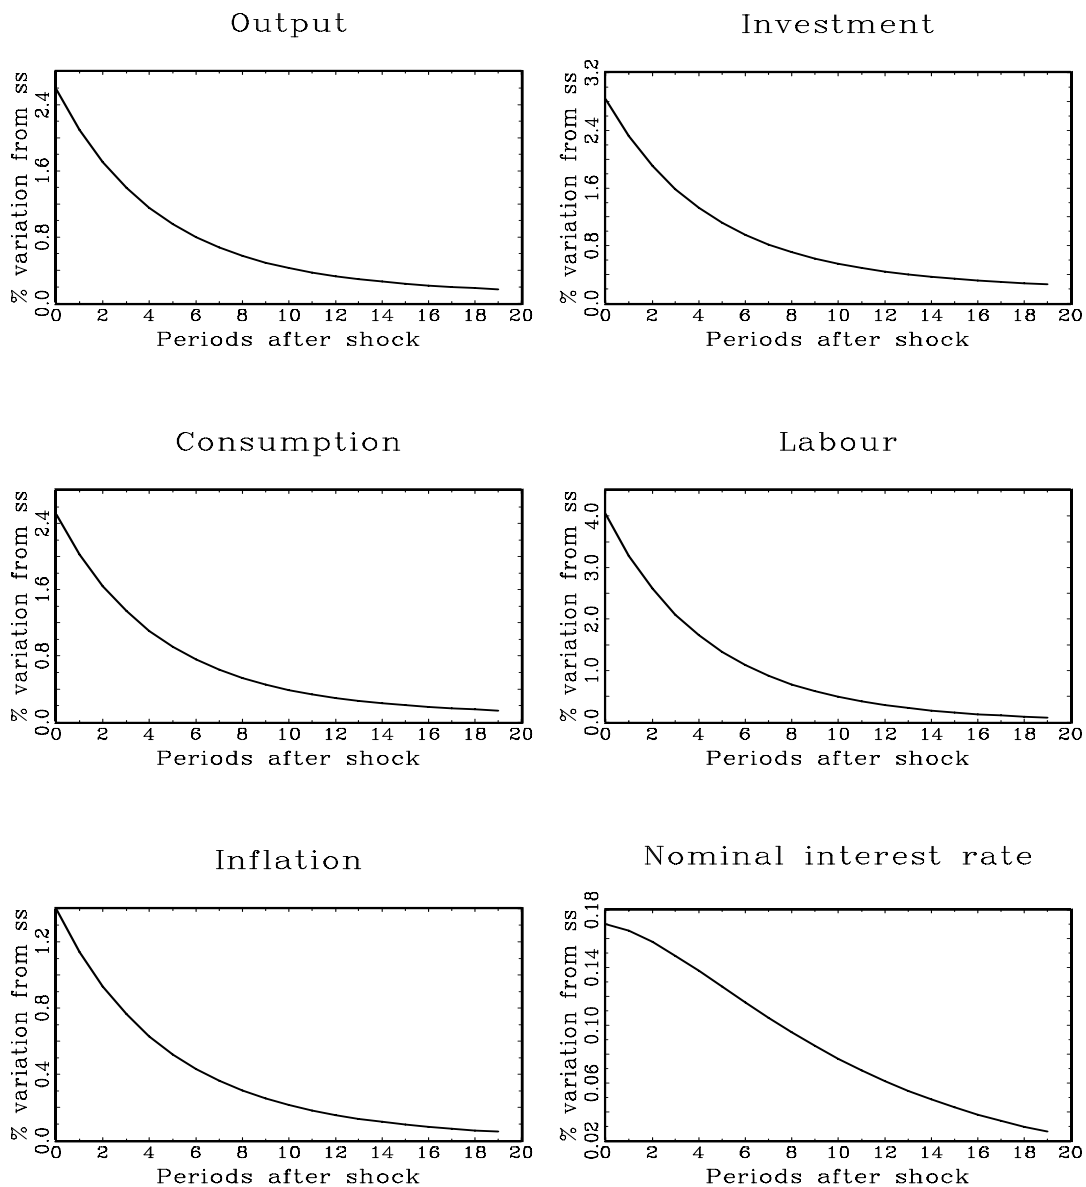 Output
% variation from ss
0.0 0.8 1.6 2.4
0 2 4 6 8 10 12 14 16 18 20
Periods after shock
Investment
% variation from ss
0.0 0.8 1.6 2.4 3.2
0 2 4 6 8 10 12 14 16 18 20
Periods after shock
Consumption
% variation from ss
0.0 0.8 1.6 2.4
0 2 4 6 8 10 12 14 16 18 20
Periods after shock
Labour
% variation from ss
0.0 1.0 2.0 3.0 4.0
0 2 4 6 8 10 12 14 16 18 20
Periods after shock
Inflation
% variation from ss
0.0 0.4 0.8 1.2
0 2 4 6 8 10 12 14 16 18 20
Periods after shock
Nominal interest rate
% variation from ss
0.02 0.06 0.10 0.14 0.18
0 2 4 6 8 10 12 14 16 18 20
Periods after shock